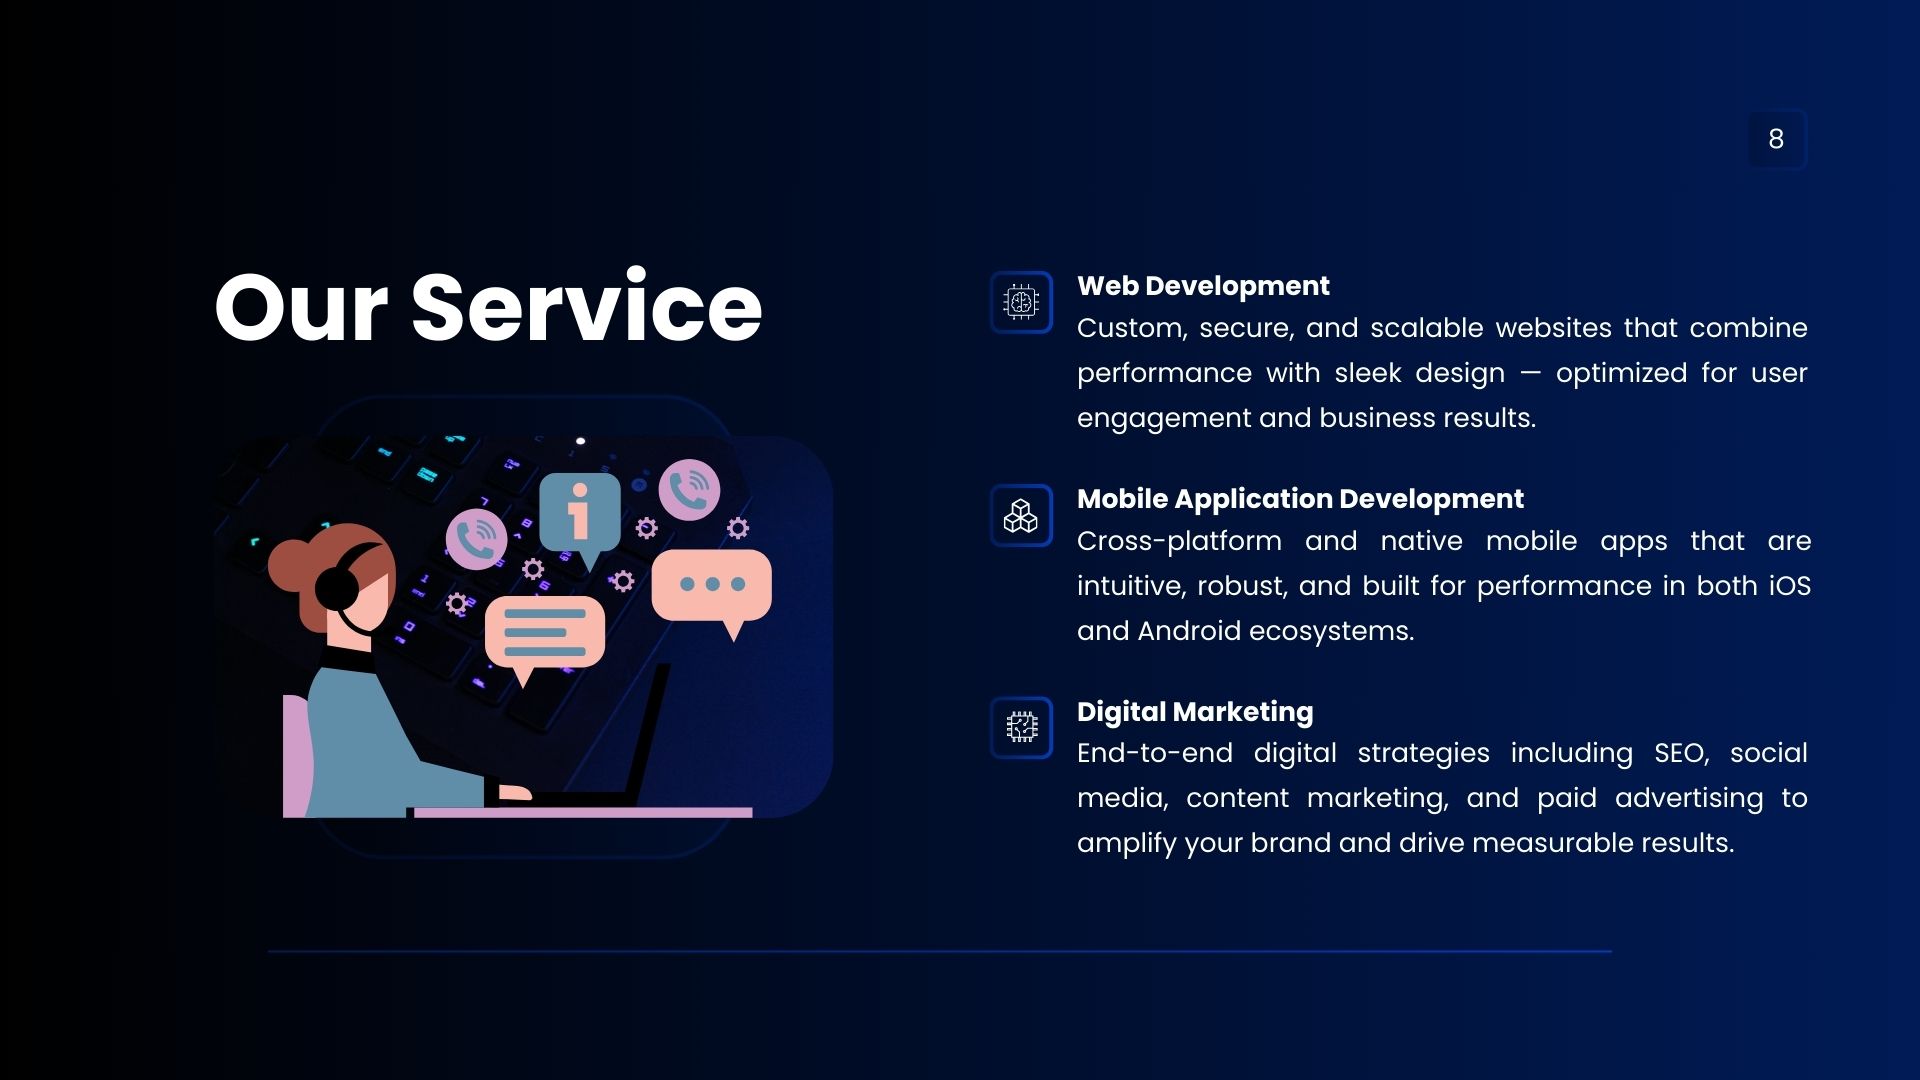 8
Our Service
Web Development
Custom, secure, and scalable websites that combine
performance with sleek design — optimized for user
engagement and business results.
Mobile Application Development
Cross-platform and native mobile apps that are
intuitive, robust, and built for performance in both iOS
and Android ecosystems.
Digital Marketing
End-to-end digital strategies including SEO, social
media, content marketing, and paid advertising to
amplify your brand and drive measurable results.